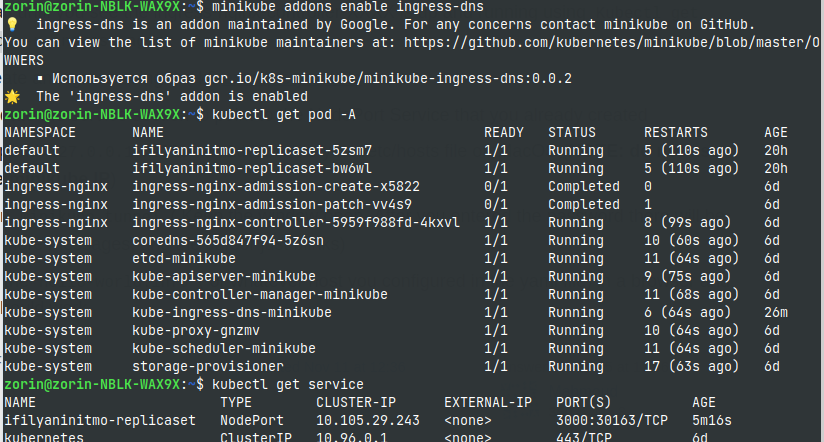 zorin@zorin-NBLK-WAX9X:~$ minikube addons enable ingress-dns
💡 ingress-dns is an addon maintained by Google. For any concerns contact minikube on GitHub.
You can view the list of minikube maintainers at: https://github.com/kubernetes/minikube/blob/master/O
WNERS
▪ Используется образ gcr.io/k8s-minikube/minikube-ingress-dns:0.0.2
🌟 The 'ingress-dns' addon is enabled
zorin@zorin-NBLK-WAX9X:~$ kubectl get pod -A
NAMESPACE NAME READY STATUS RESTARTS AGE
default ifilyaninitmo-replicaset-5zsm7 1/1 Running 5 (110s ago) 20h
default ifilyaninitmo-replicaset-bw6wl 1/1 Running 5 (110s ago) 20h
ingress-nginx ingress-nginx-admission-create-x5822 0/1 Completed 0 6d
ingress-nginx ingress-nginx-admission-patch-vv4s9 0/1 Completed 1 6d
ingress-nginx ingress-nginx-controller-5959f988fd-4kxvl 1/1 Running 8 (99s ago) 6d
kube-system coredns-565d847f94-5z6sn 1/1 Running 10 (60s ago) 6d
kube-system etcd-minikube 1/1 Running 11 (64s ago) 6d
kube-system kube-apiserver-minikube 1/1 Running 9 (75s ago) 6d
kube-system kube-controller-manager-minikube 1/1 Running 11 (68s ago) 6d
kube-system kube-ingress-dns-minikube 1/1 Running 6 (64s ago) 26m
kube-system kube-proxy-gnzmv 1/1 Running 10 (64s ago) 6d
kube-system kube-scheduler-minikube 1/1 Running 11 (64s ago) 6d
kube-system storage-provisioner 1/1 Running 17 (63s ago) 6d
zorin@zorin-NBLK-WAX9X:~$ kubectl get service
NAME TYPE CLUSTER-IP EXTERNAL-IP PORT(S) AGE
ifilyaninitmo-replicaset NodePort 10.105.29.243 <none> 3000:30163/TCP 5m16s
kubernetes ClusterIP 10.96.0.1 <none> 443/TCP 6d